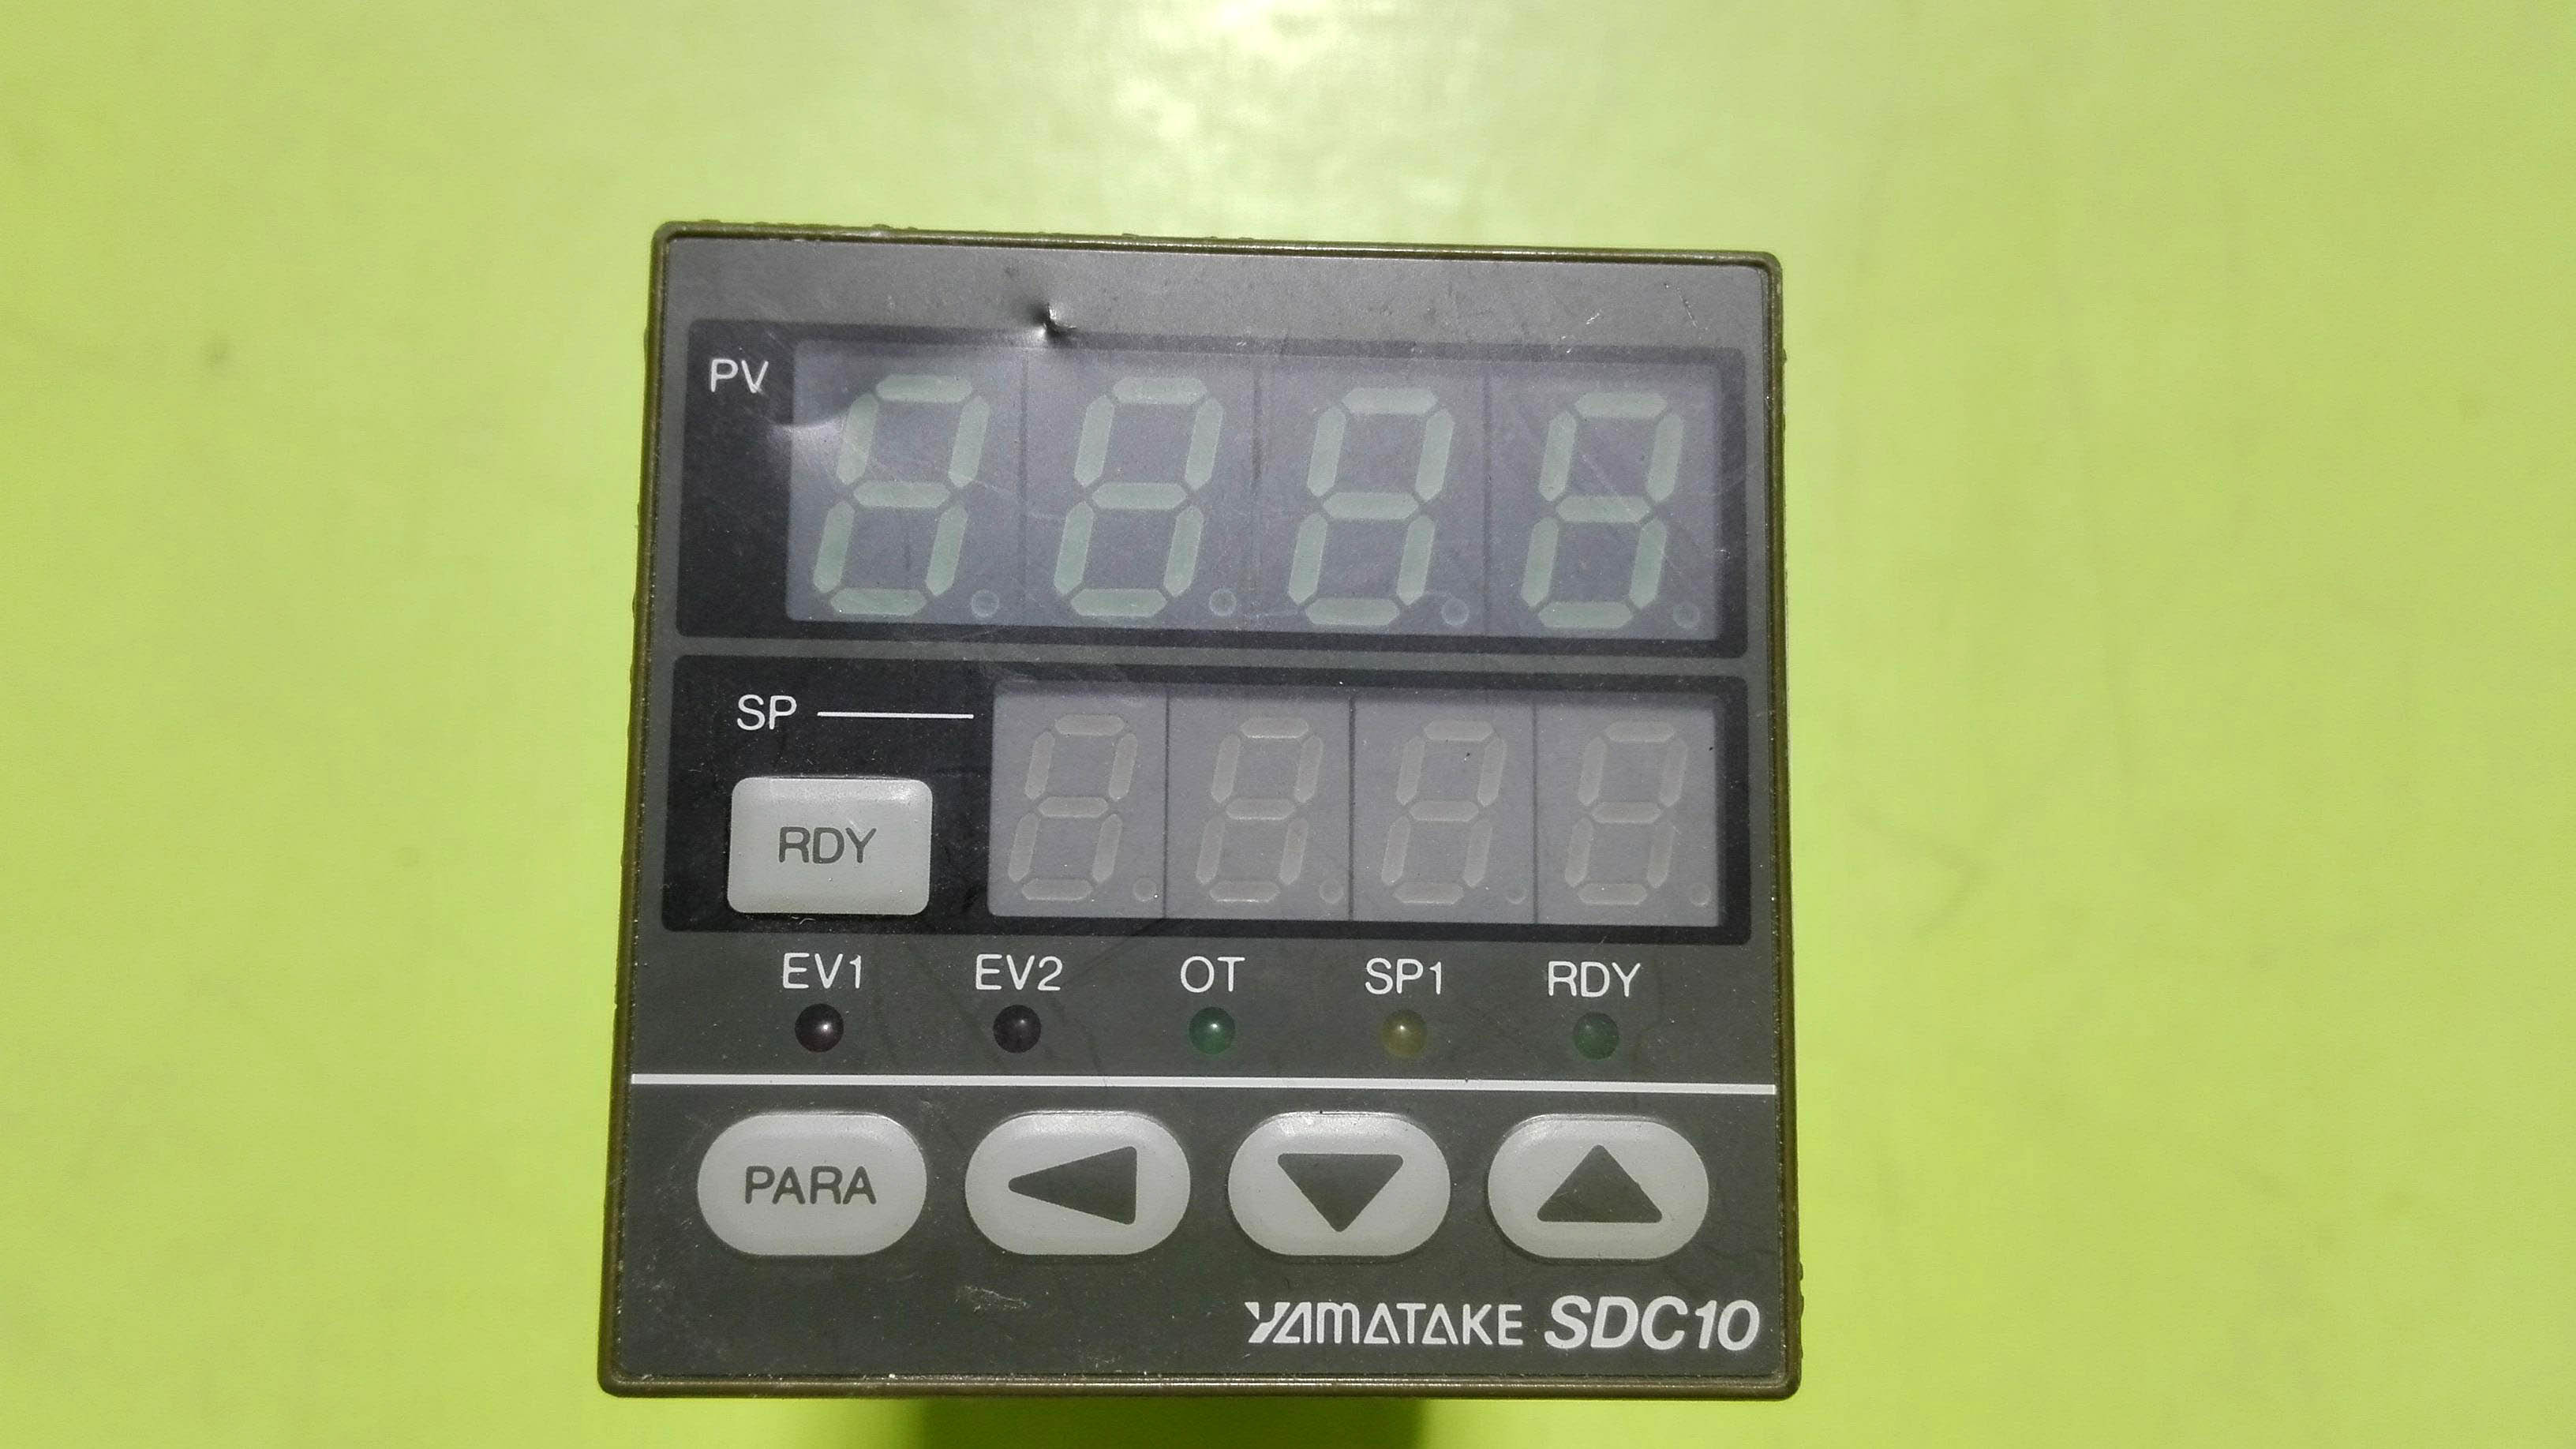 PV
SP
RDY
EV1 EV2 OT SP1 RDY
PARA
YAMATAKE SDC10